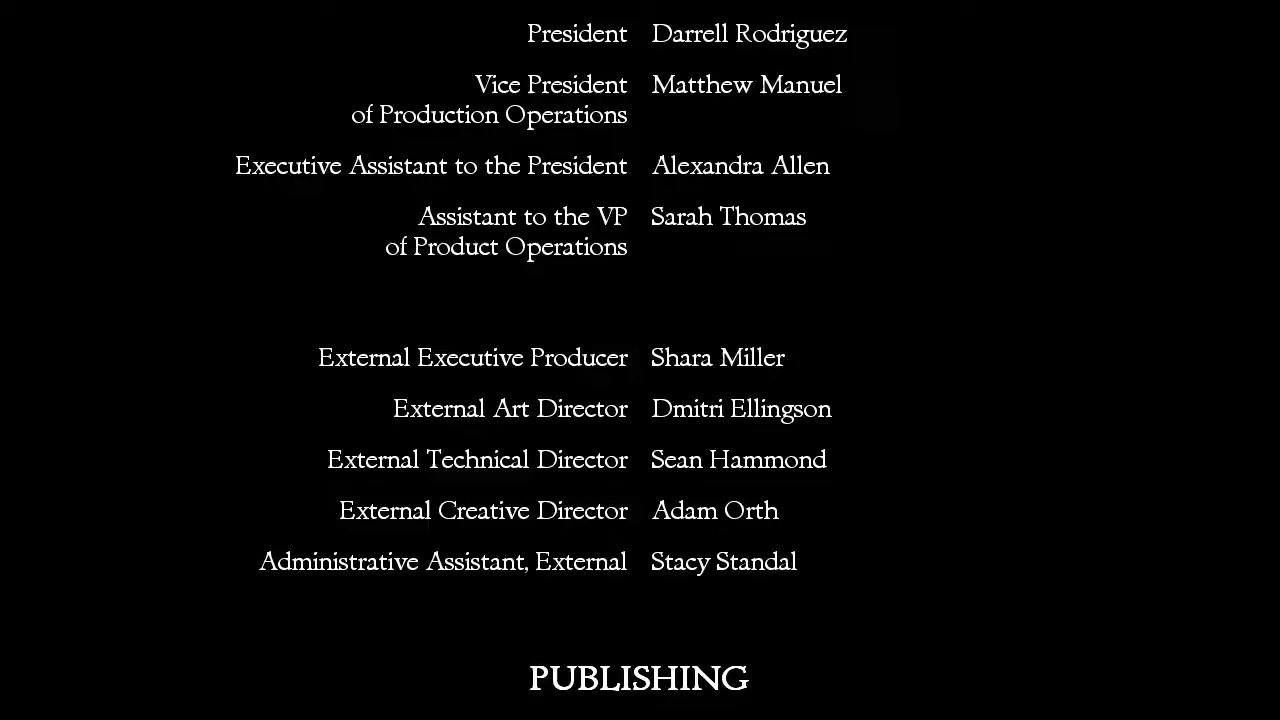 President Darrell Rodriguez
Vice President Matthew Manuel
of Production Operations
Executive Assistant to the President Alexandra Allen
Assistant to the VP Sarah Thomas
of Product Operations
External Executive Producer Shara Miller
External Art Director Dmitri Ellingson
External Technical Director Sean Hammond
External Creative Director Adam Orth
Administrative Assistant, External Stacy Standal
PUBLISHING